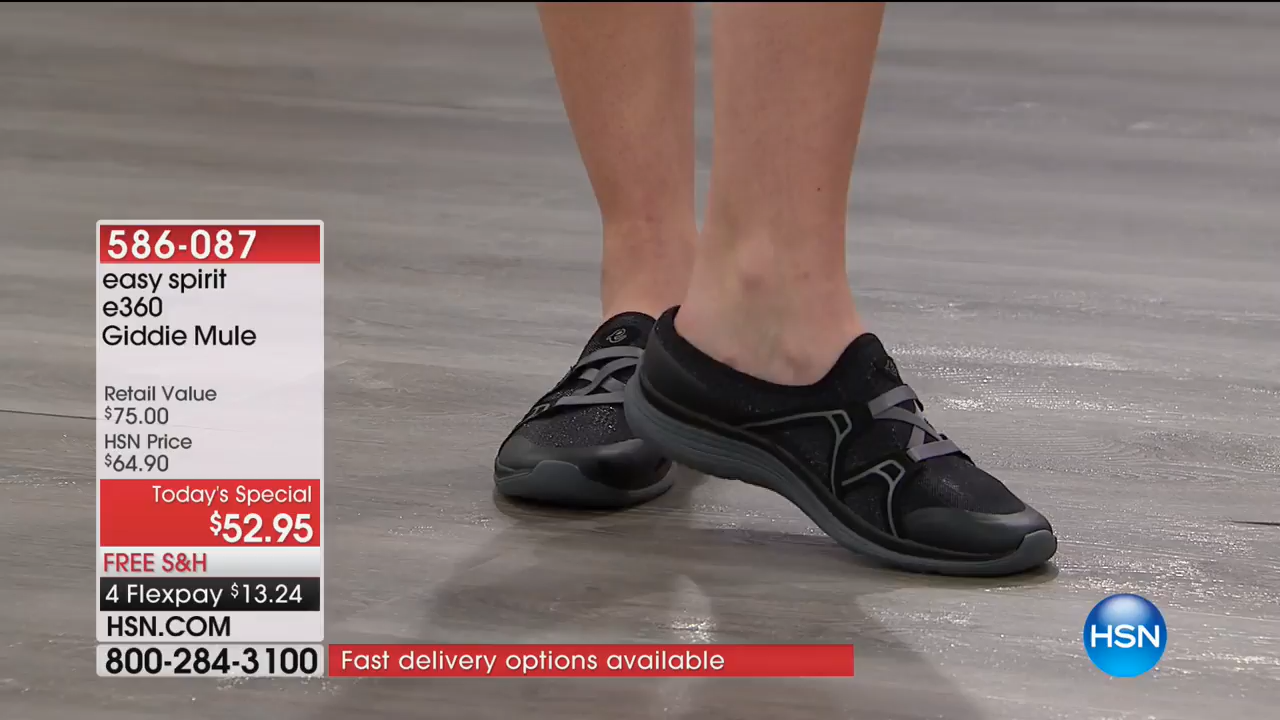 586-087
easy spirit
e360
Giddie Mule
Retail Value
$75.00
HSN Price
$64.90
Today's Special
$52.95
FREE S&H
4 Flexpay $13.24
HSN.COM
800-284-3100
Fast delivery options available
HSN